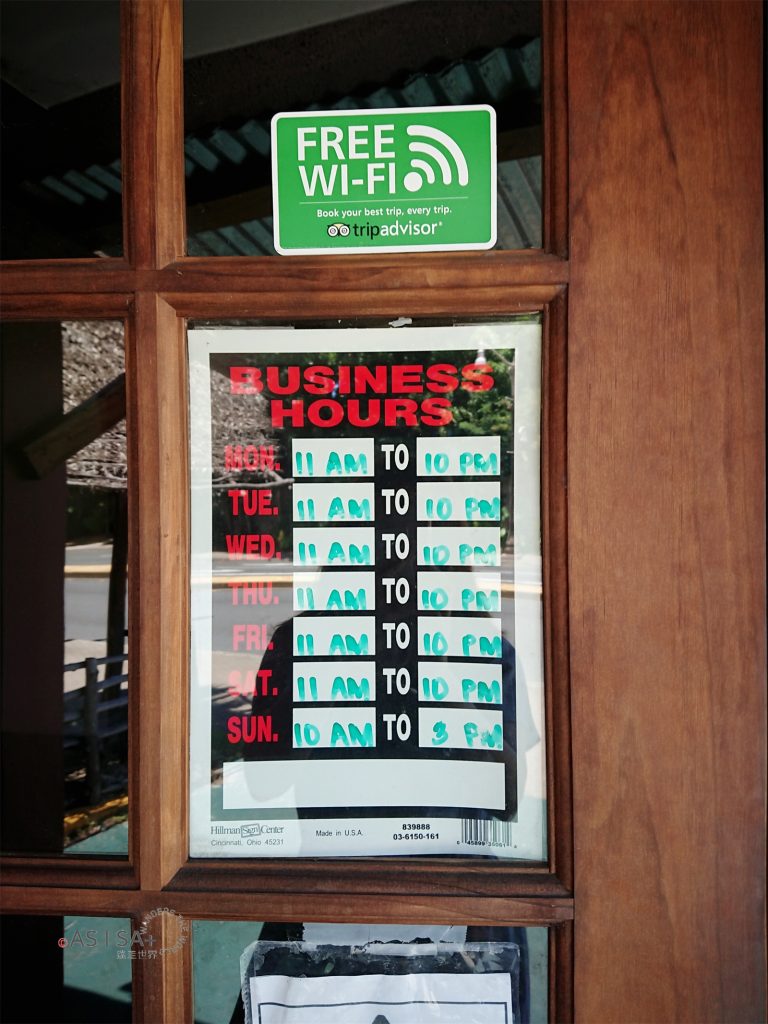 FREE
WI-FI
Book your best trip, every trip.
tripadvisor®
BUSINESS
HOURS
MON. 11 AM TO 10 PM
TUE. 11 AM TO 10 PM
WED. 11 AM TO 10 PM
THU. 11 AM TO 10 PM
FRI. 11 AM TO 10 PM
SAT. 11 AM TO 10 PM
SUN. 10 AM TO 3 PM
Hillman Sign Center
Cincinnati, Ohio 45231
Made in U.S.A.
839888
03-6150-161
©ASISA+
世界